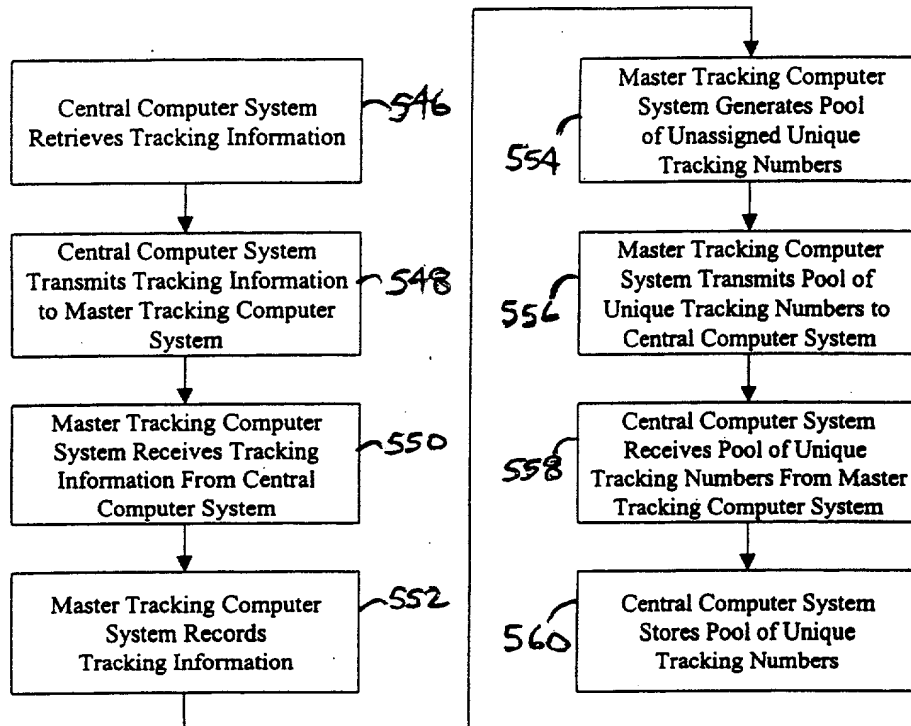 Central Computer System
Retrieves Tracking Information
546
Central Computer System
Transmits Tracking Information
to Master Tracking Computer
System
548
Master Tracking Computer
System Receives Tracking
Information From Central
Computer System
550
Master Tracking Computer
System Records
Tracking Information
552
Master Tracking Computer
System Generates Pool
of Unassigned Unique
Tracking Numbers
554
Master Tracking Computer
System Transmits Pool of
Unique Tracking Numbers to
Central Computer System
556
Central Computer System
Receives Pool of Unique
Tracking Numbers From Master
Tracking Computer System
558
Central Computer System
Stores Pool of Unique
Tracking Numbers
560